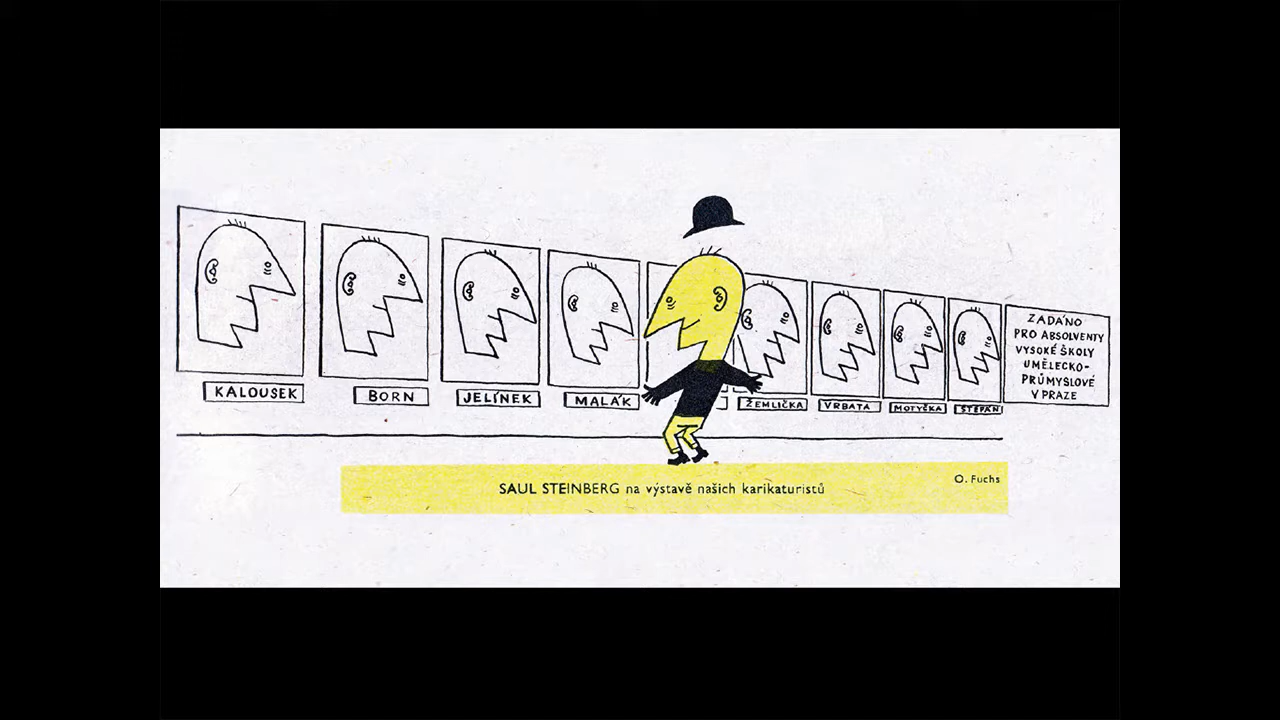 KALOUSEK
BORN
JELÍNEK
MALÁK
ŽEMLIČKA
VRBATA
MOTYČKA
ŠTĚPÁN
ZADÁNO
PRO ABSOLVENTY
VYSOKÉ ŠKOLY
UMĚLECKO-
PRŮMYSLOVÉ
V PRAZE
SAUL STEINBERG na výstavě našich karikaturistů
O. Fuchs